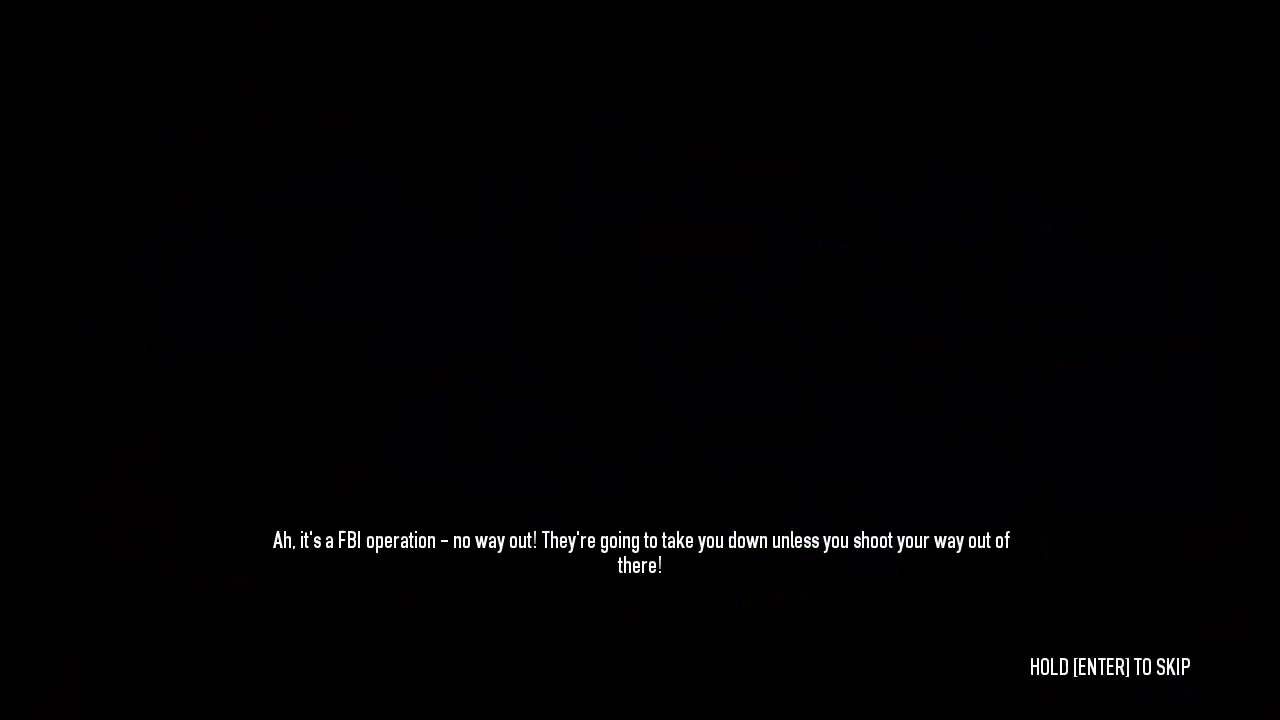 Ah, it's a FBI operation - no way out! They're going to take you down unless you shoot your way out of
there!
HOLD [ENTER] TO SKIP